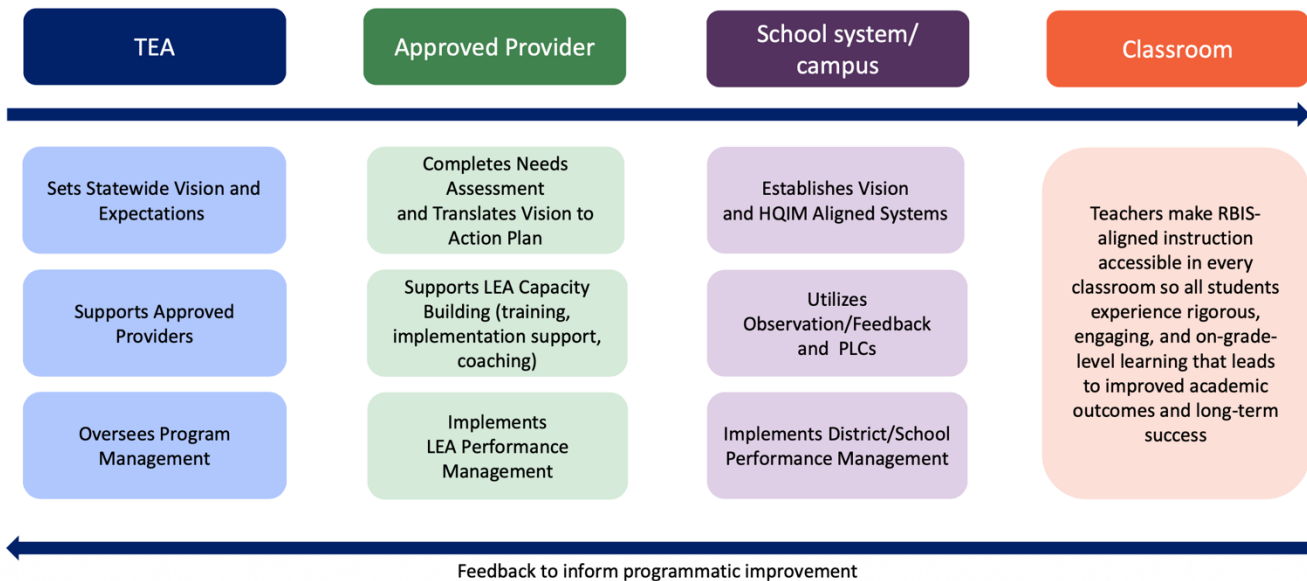 TEA
Approved Provider
School system/
campus
Classroom
Sets Statewide Vision and
Expectations
Supports Approved
Providers
Oversees Program
Management
Completes Needs
Assessment
and Translates Vision to
Action Plan
Supports LEA Capacity
Building (training,
implementation support,
coaching)
Implements
LEA Performance
Management
Establishes Vision
and HQIM Aligned Systems
Utilizes
Observation/Feedback
and PLCs
Implements District/School
Performance Management
Teachers make RBIS-
aligned instruction
accessible in every
classroom so all students
experience rigorous,
engaging, and on-grade-
level learning that leads
to improved academic
outcomes and long-term
success
Feedback to inform programmatic improvement